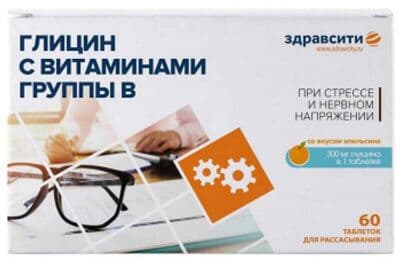 ГЛИЦИН
С ВИТАМИНАМИ
ГРУППЫ В
здравсити
www.zdravcity.ru
ПРИ СТРЕССЕ
И НЕРВНОМ
НАПРЯЖЕНИИ
со вкусом апельсина
300 мг глицина
в 1 таблетке
60
ТАБЛЕТОК
ДЛЯ РАССАСЫВАНИЯ